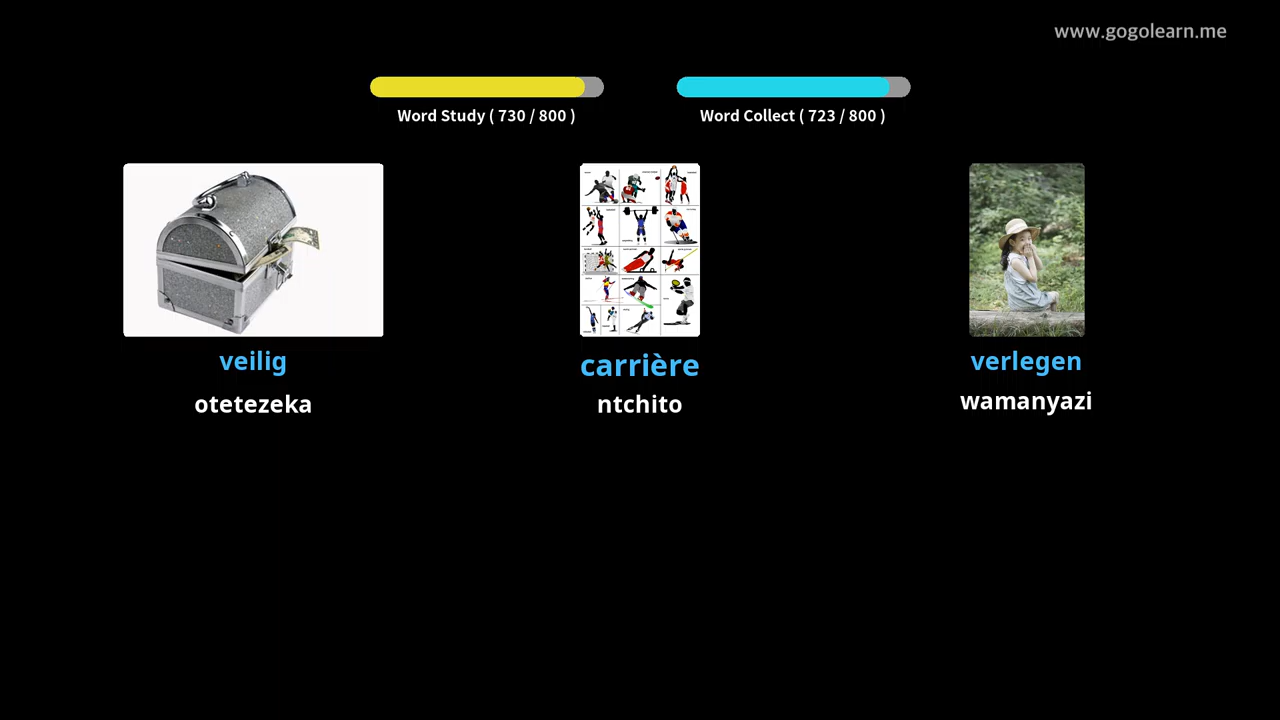 www.gogolearn.me
Word Study ( 730 / 800 )
Word Collect ( 723 / 800 )
veilig
carrière
verlegen
otetezeka
ntchito
wamanyazi